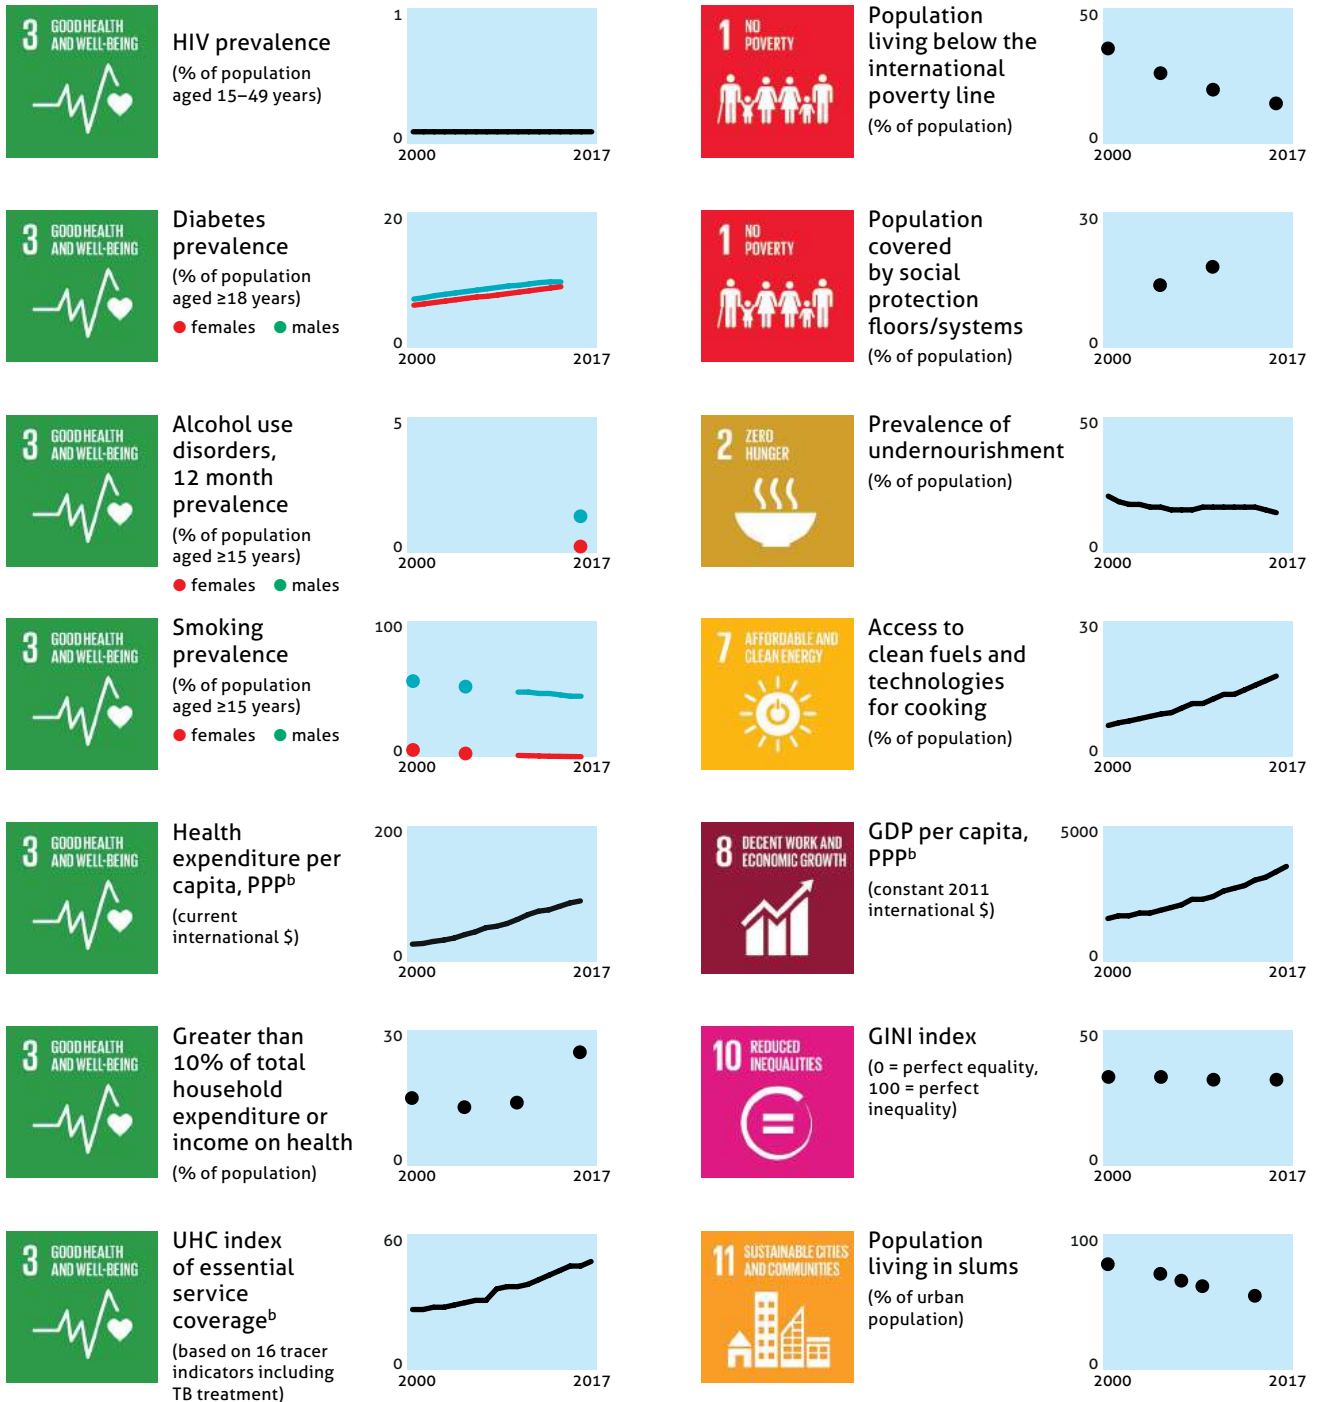 3 GOOD HEALTH
AND WELL-BEING
HIV prevalence
(% of population
aged 15–49 years)
1
0
2000 2017
3 GOOD HEALTH
AND WELL-BEING
Diabetes
prevalence
(% of population
aged ≥18 years)
females males
20
0
2000 2017
3 GOOD HEALTH
AND WELL-BEING
Alcohol use
disorders,
12 month
prevalence
(% of population
aged ≥15 years)
females males
5
0
2000 2017
3 GOOD HEALTH
AND WELL-BEING
Smoking
prevalence
(% of population
aged ≥15 years)
females males
100
0
2000 2017
3 GOOD HEALTH
AND WELL-BEING
Health
expenditure per
capita, PPPᵇ
(current
international $)
200
0
2000 2017
3 GOOD HEALTH
AND WELL-BEING
Greater than
10% of total
household
expenditure or
income on health
(% of population)
30
0
2000 2017
3 GOOD HEALTH
AND WELL-BEING
UHC index
of essential
service
coverageᵇ
(based on 16 tracer
indicators including
TB treatment)
60
0
2000 2017
1 NO
POVERTY
Population
living below the
international
poverty line
(% of population)
50
0
2000 2017
1 NO
POVERTY
Population
covered
by social
protection
floors/systems
(% of population)
30
0
2000 2017
2 ZERO
HUNGER
Prevalence of
undernourishment
(% of population)
50
0
2000 2017
7 AFFORDABLE AND
CLEAN ENERGY
Access to
clean fuels and
technologies
for cooking
(% of population)
30
0
2000 2017
8 DECENT WORK AND
ECONOMIC GROWTH
GDP per capita,
PPPᵇ
(constant 2011
international $)
5000
0
2000 2017
10 REDUCED
INEQUALITIES
GINI index
(0 = perfect equality,
100 = perfect
inequality)
50
0
2000 2017
11 SUSTAINABLE CITIES
AND COMMUNITIES
Population
living in slums
(% of urban
population)
100
0
2000 2017